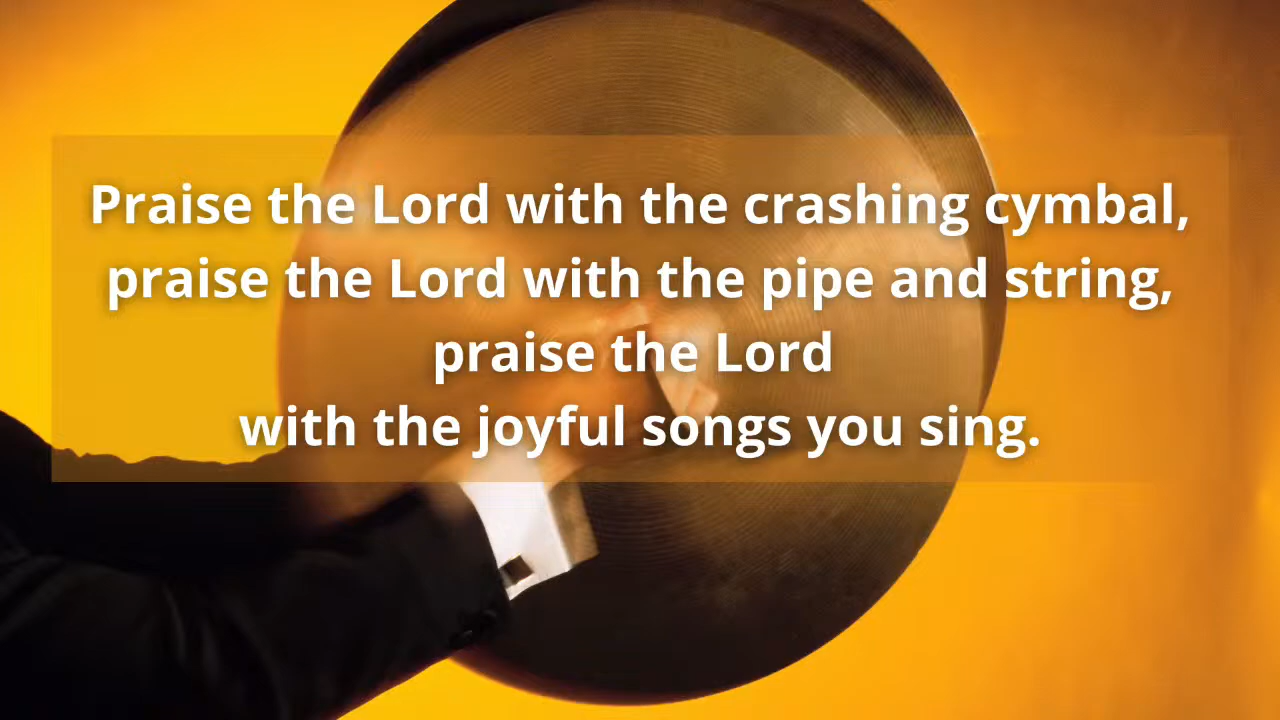 Praise the Lord with the crashing cymbal,
praise the Lord with the pipe and string,
praise the Lord
with the joyful songs you sing.